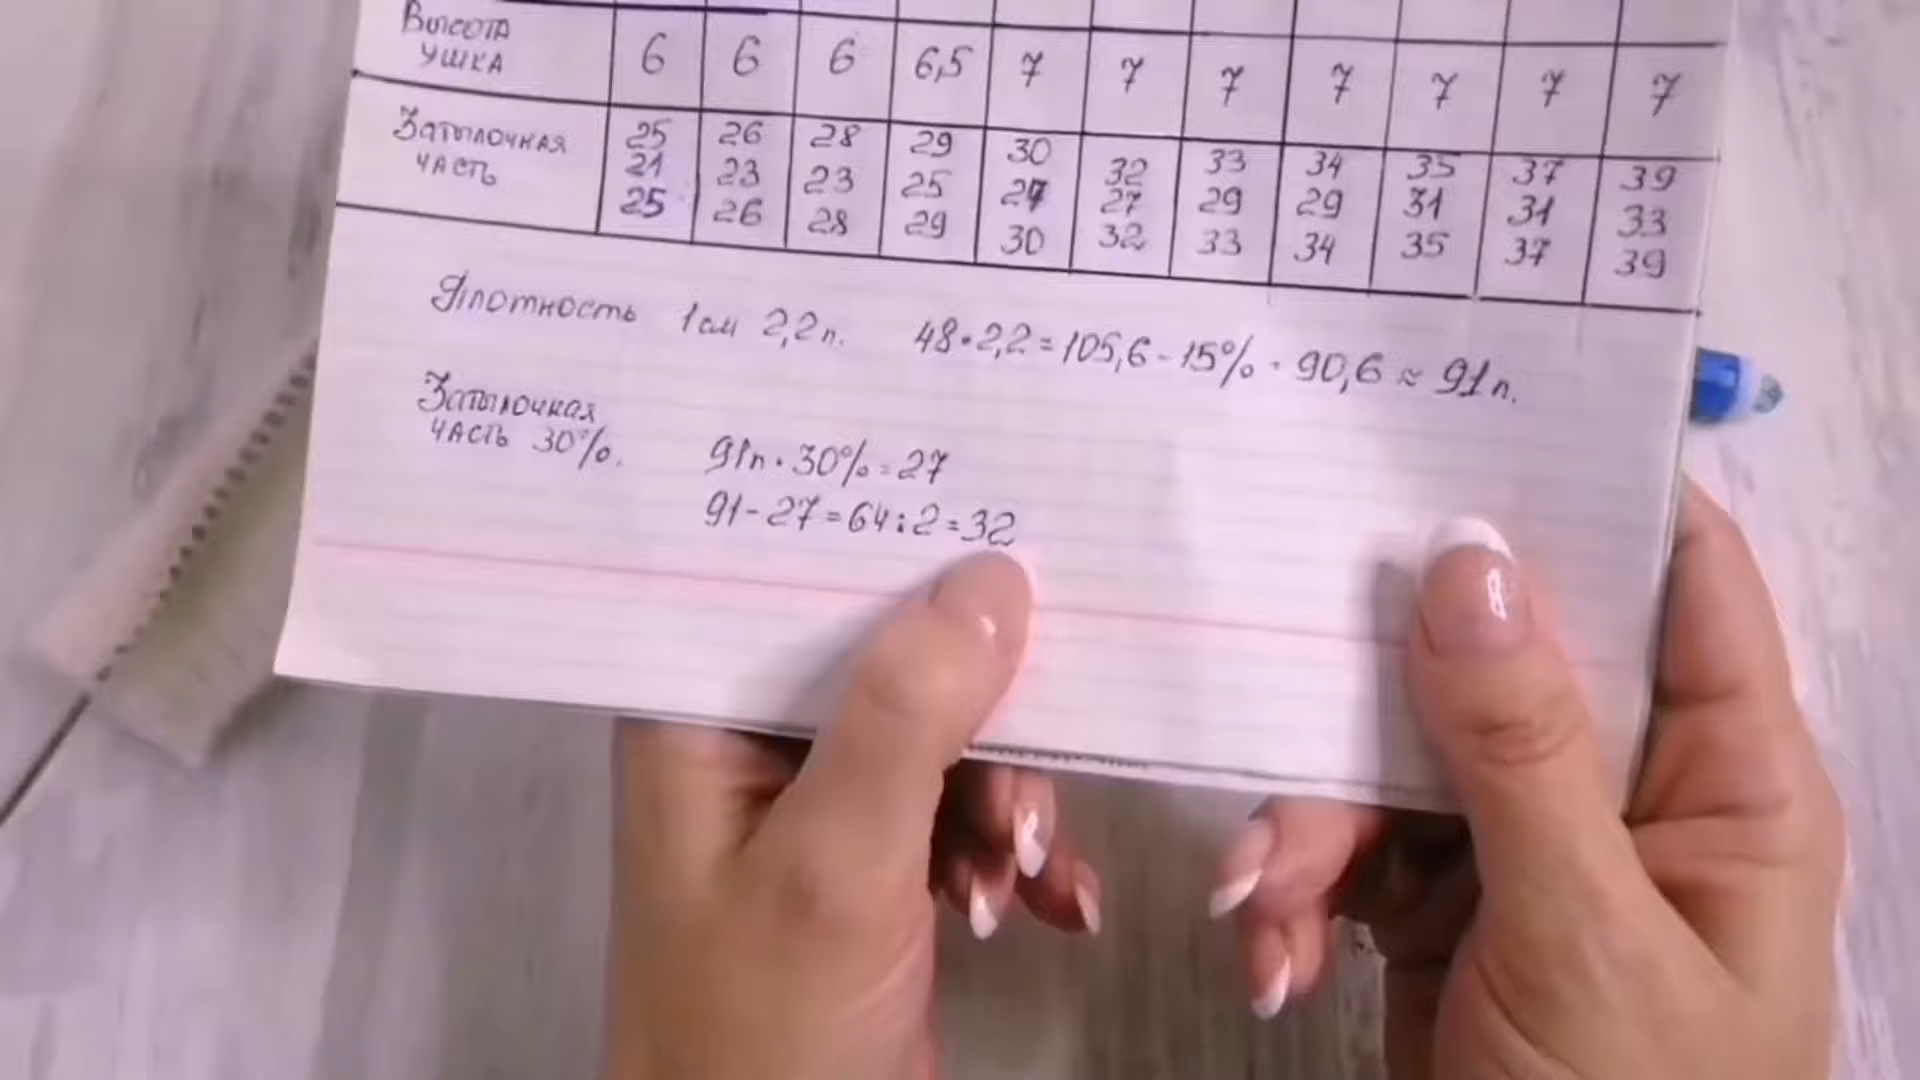 Высота
ушка
6 6 6 6,5 7 7 7 7 7 7 7
Затылочная
часть
25 26 28 29 30 32 33 34 35 37 39
21 23 23 25 27 27 29 29 31 31 33
25 26 28 29 30 32 33 34 35 37 39
Плотность 1см 2,2п. 48·2,2=105,6-15%=90,6≈91п.
Затылочная
часть 30%.
91п·30%=27
91-27=64:2=32